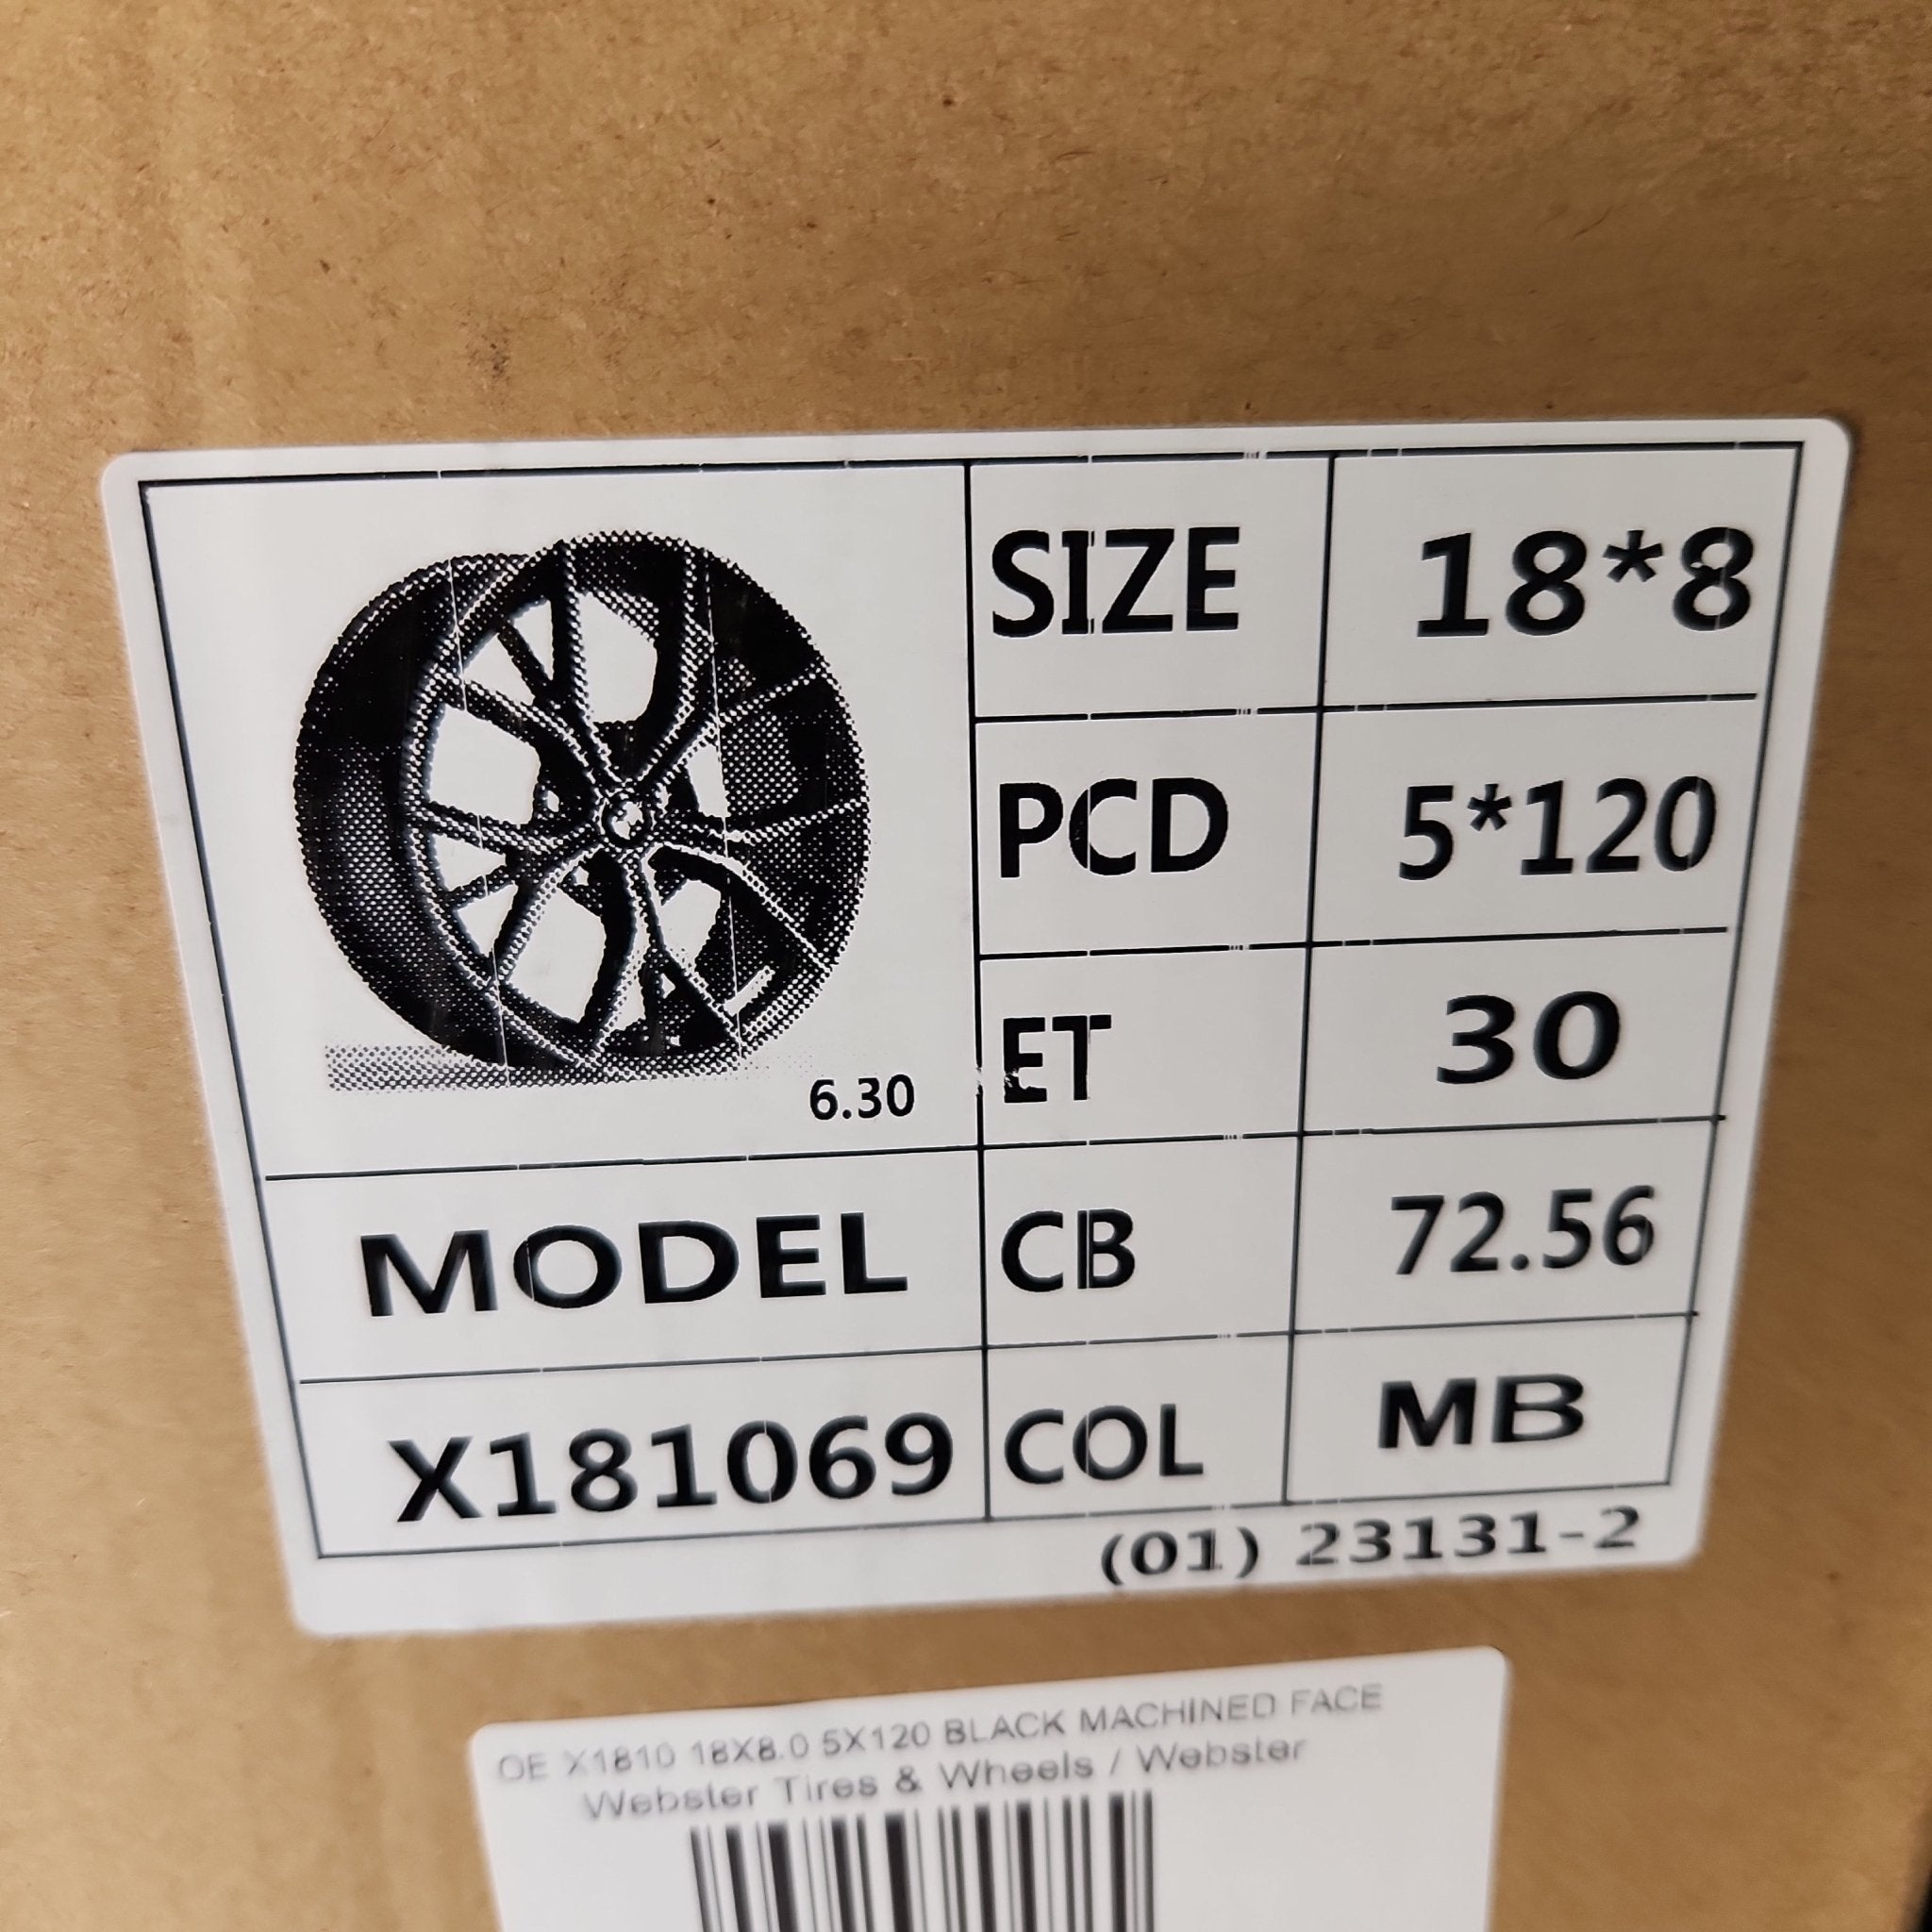 SIZE 18*8
PCD 5*120
ET 30
6.30
MODEL CB 72.56
X181069 COL MB
(01) 23131-2
OE X1810 18X8.0 5X120 BLACK MACHINED FACE
Webster Tires & Wheels / Webster